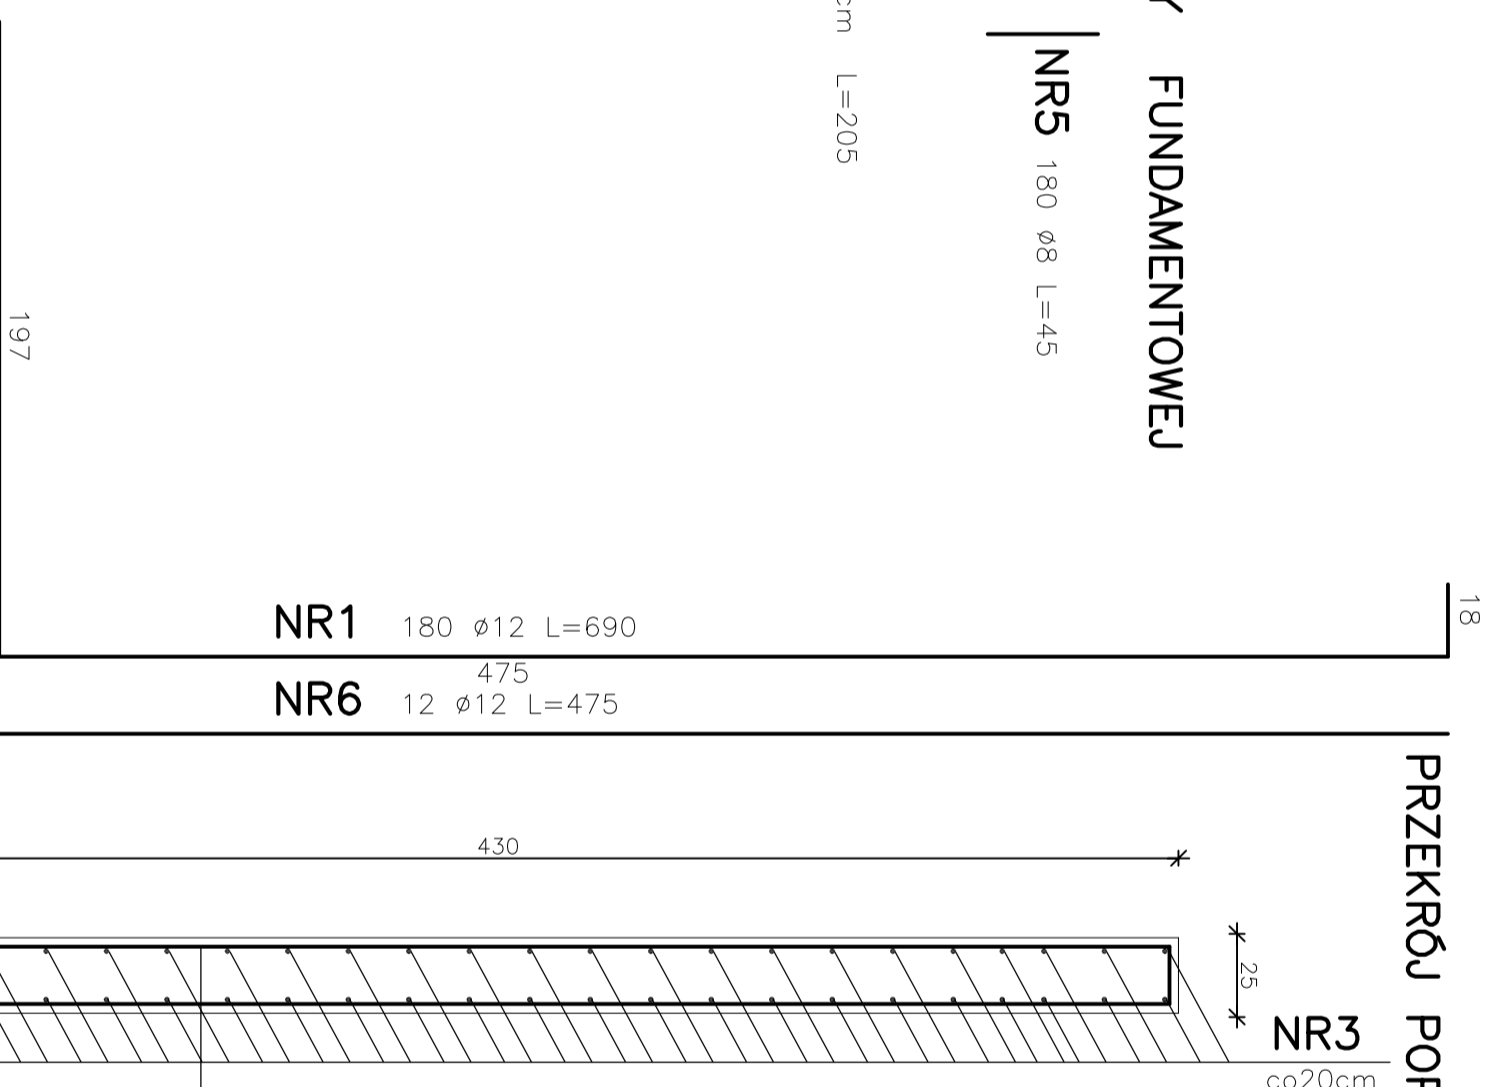 FUNDAMENTOWEJ
NR5 180 ø8 L=45
cm L=205
197
18
NR1 180 ø12 L=690
475
NR6 12 ø12 L=475
430
25
PRZEKRÓJ
NR3
co20cm